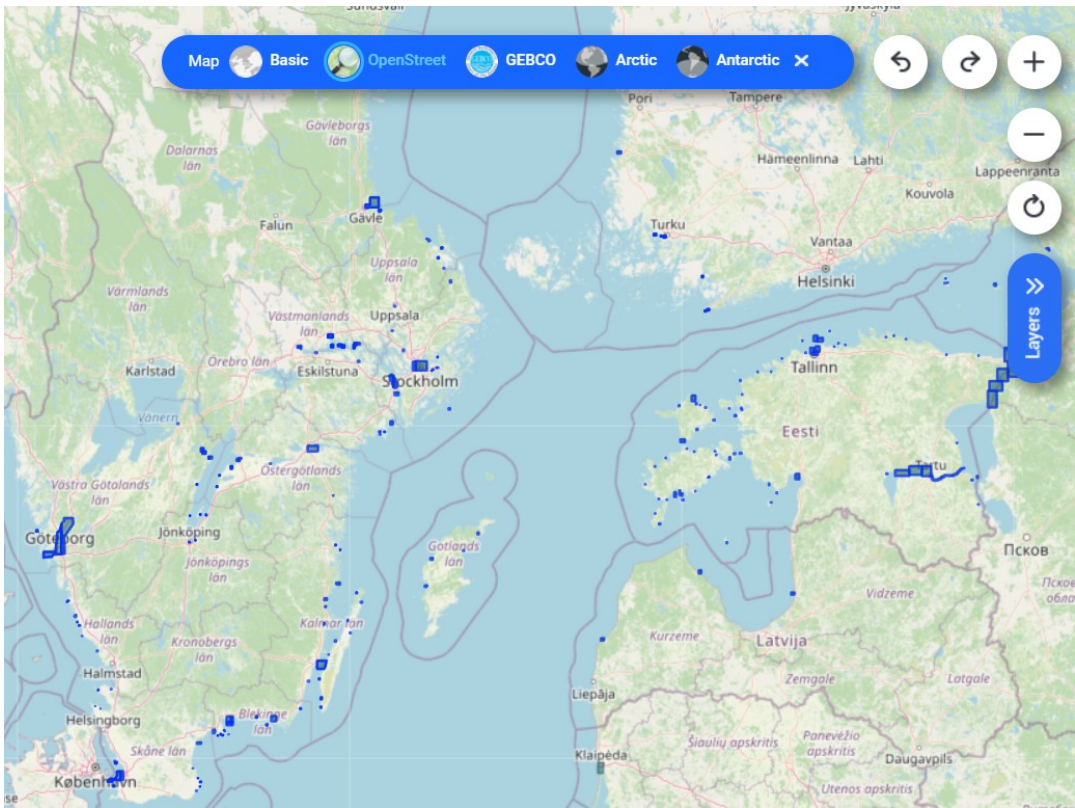 Map Basic OpenStreet GEBCO Arctic Antarctic ×
Pori
Tampere
Gävleborgs
län
Dalarnas
län
Hämeenlinna
Lahti
Lappeenranta
Kouvola
Gävle
Falun
Turku
Vantaa
Helsinki
Uppsala
län
Värmlands
län
Västmanlands
län
Uppsala
Layers
Karlstad
Örebro län
Eskilstuna
Stockholm
Tallinn
Vänern
Eesti
Östergötlands
län
Tartu
Västra Götalands
län
Göteborg
Jönköping
Gotlands
län
Псков
Jönköpings
län
Vidzeme
Hallands
län
Kronobergs
län
Kalmar län
Kurzeme
Latvija
Halmstad
Zemgale
Latgale
Liepāja
Helsingborg
Blekinge
län
Skåne län
Klaipėda
Šiaulių apskritis
Panevėžio
apskritis
Daugavpils
København
Utenos apskritis